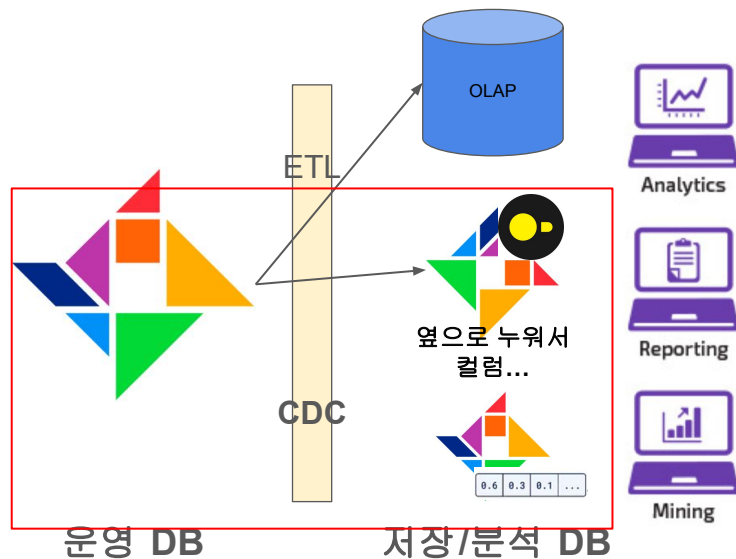 OLAP
ETL
Analytics
옆으로 누워서
컬럼...
Reporting
CDC
0.6 0.3 0.1 ...
Mining
운영 DB
저장/분석 DB